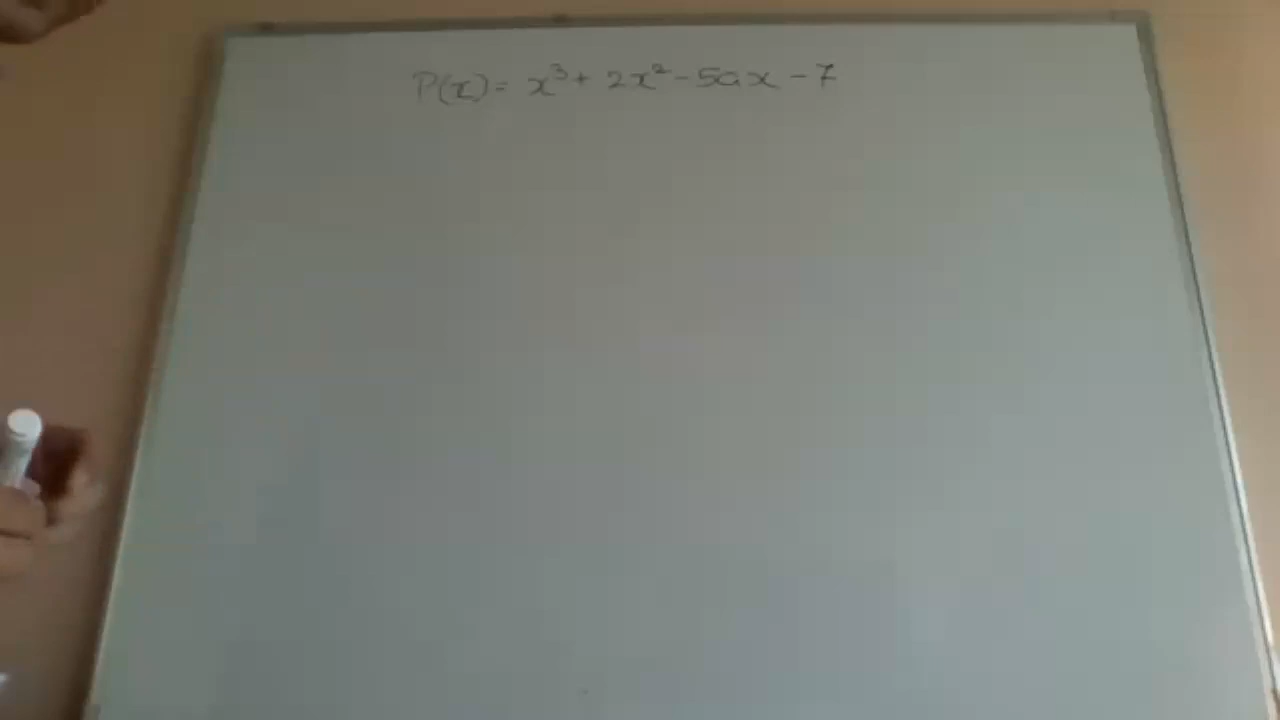 P(x) = x³ + 2x² - 5ax - 7